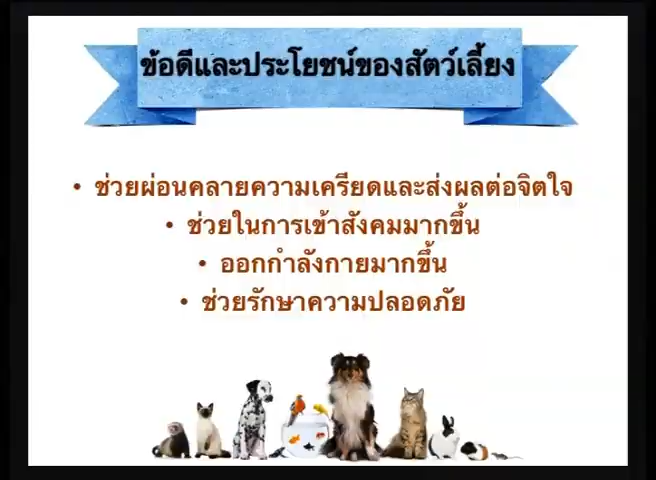 ข้อดีและประโยชน์ของสัตว์เลี้ยง
• ช่วยผ่อนคลายความเครียดและส่งผลต่อจิตใจ
• ช่วยในการเข้าสังคมมากขึ้น
• ออกกำลังกายมากขึ้น
• ช่วยรักษาความปลอดภัย